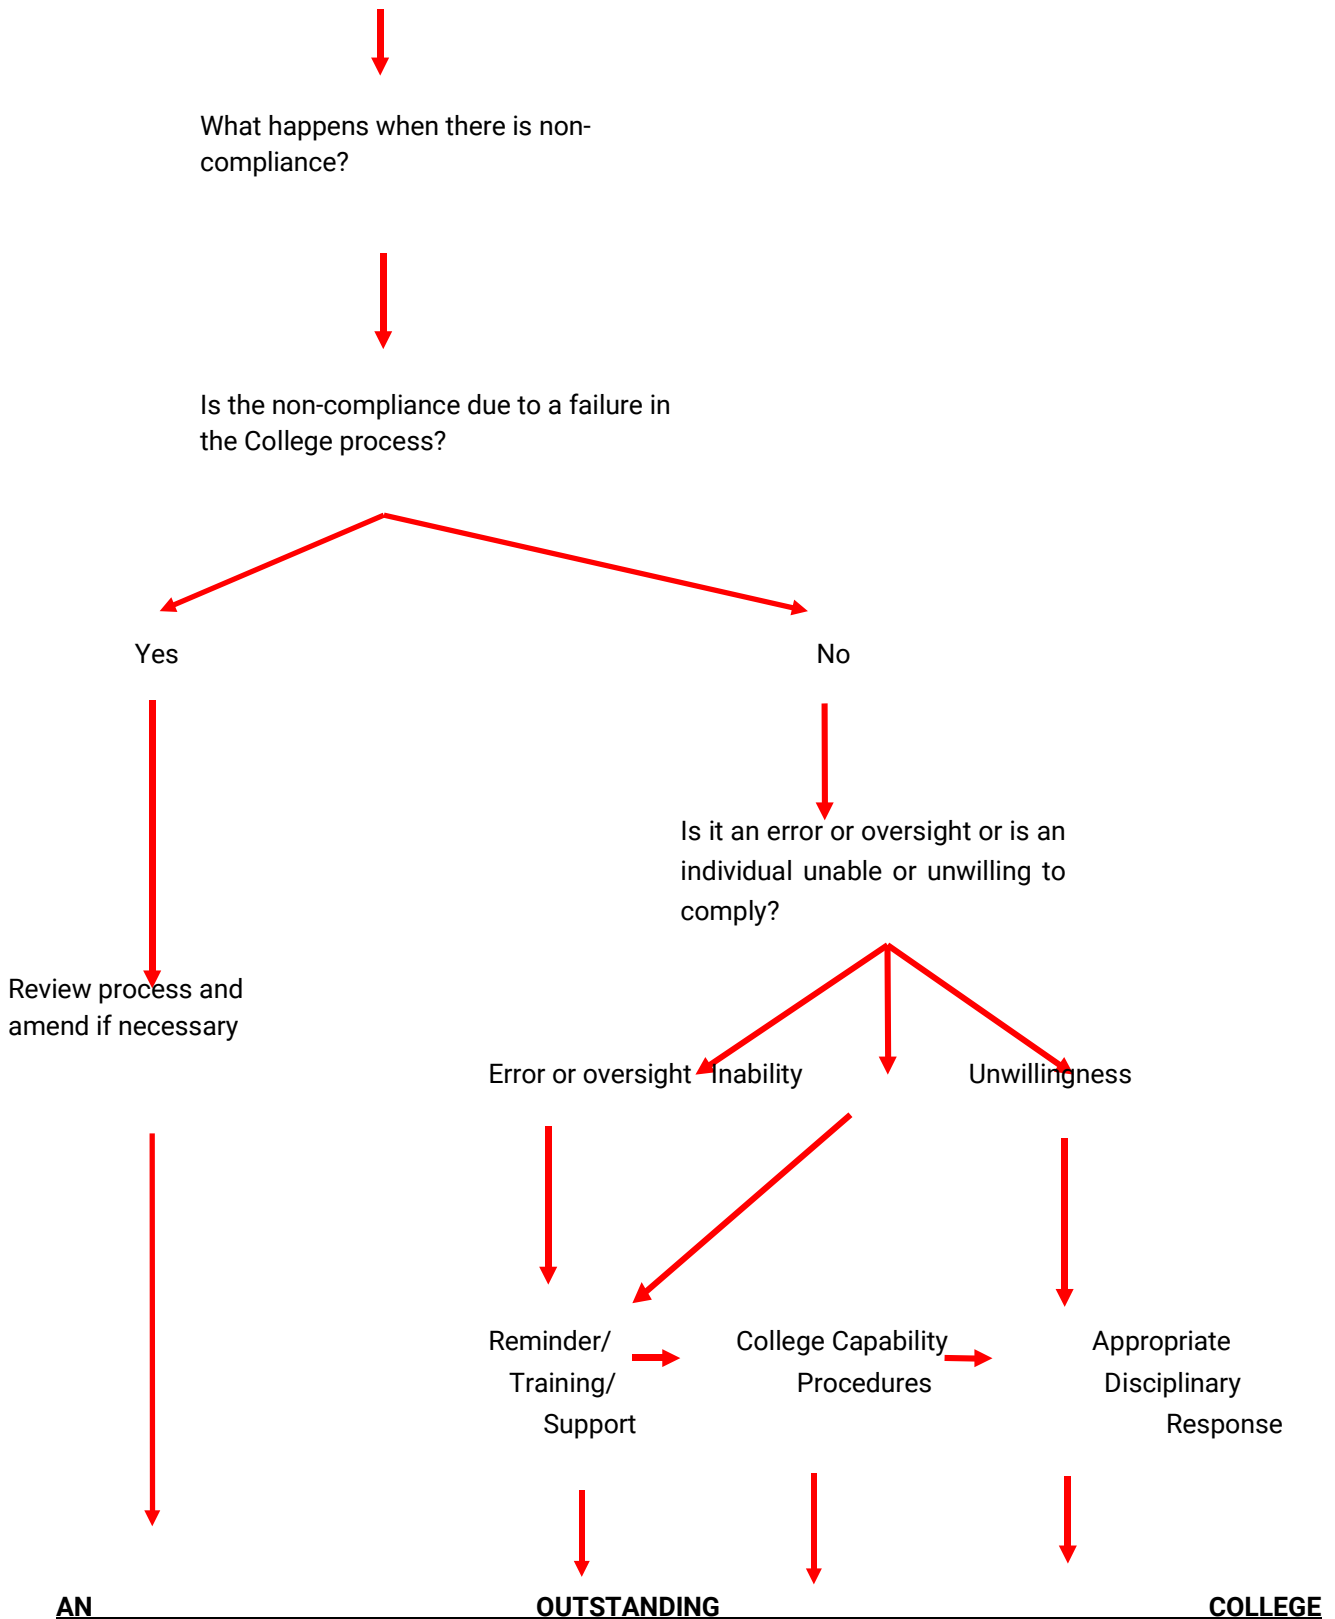 What happens when there is non-
compliance?
Is the non-compliance due to a failure in
the College process?
Yes
No
Is it an error or oversight or is an
individual unable or unwilling to
comply?
Review process and
amend if necessary
Error or oversight Inability Unwillingness
Reminder/
Training/
Support
College Capability
Procedures
Appropriate
Disciplinary
Response
AN OUTSTANDING COLLEGE